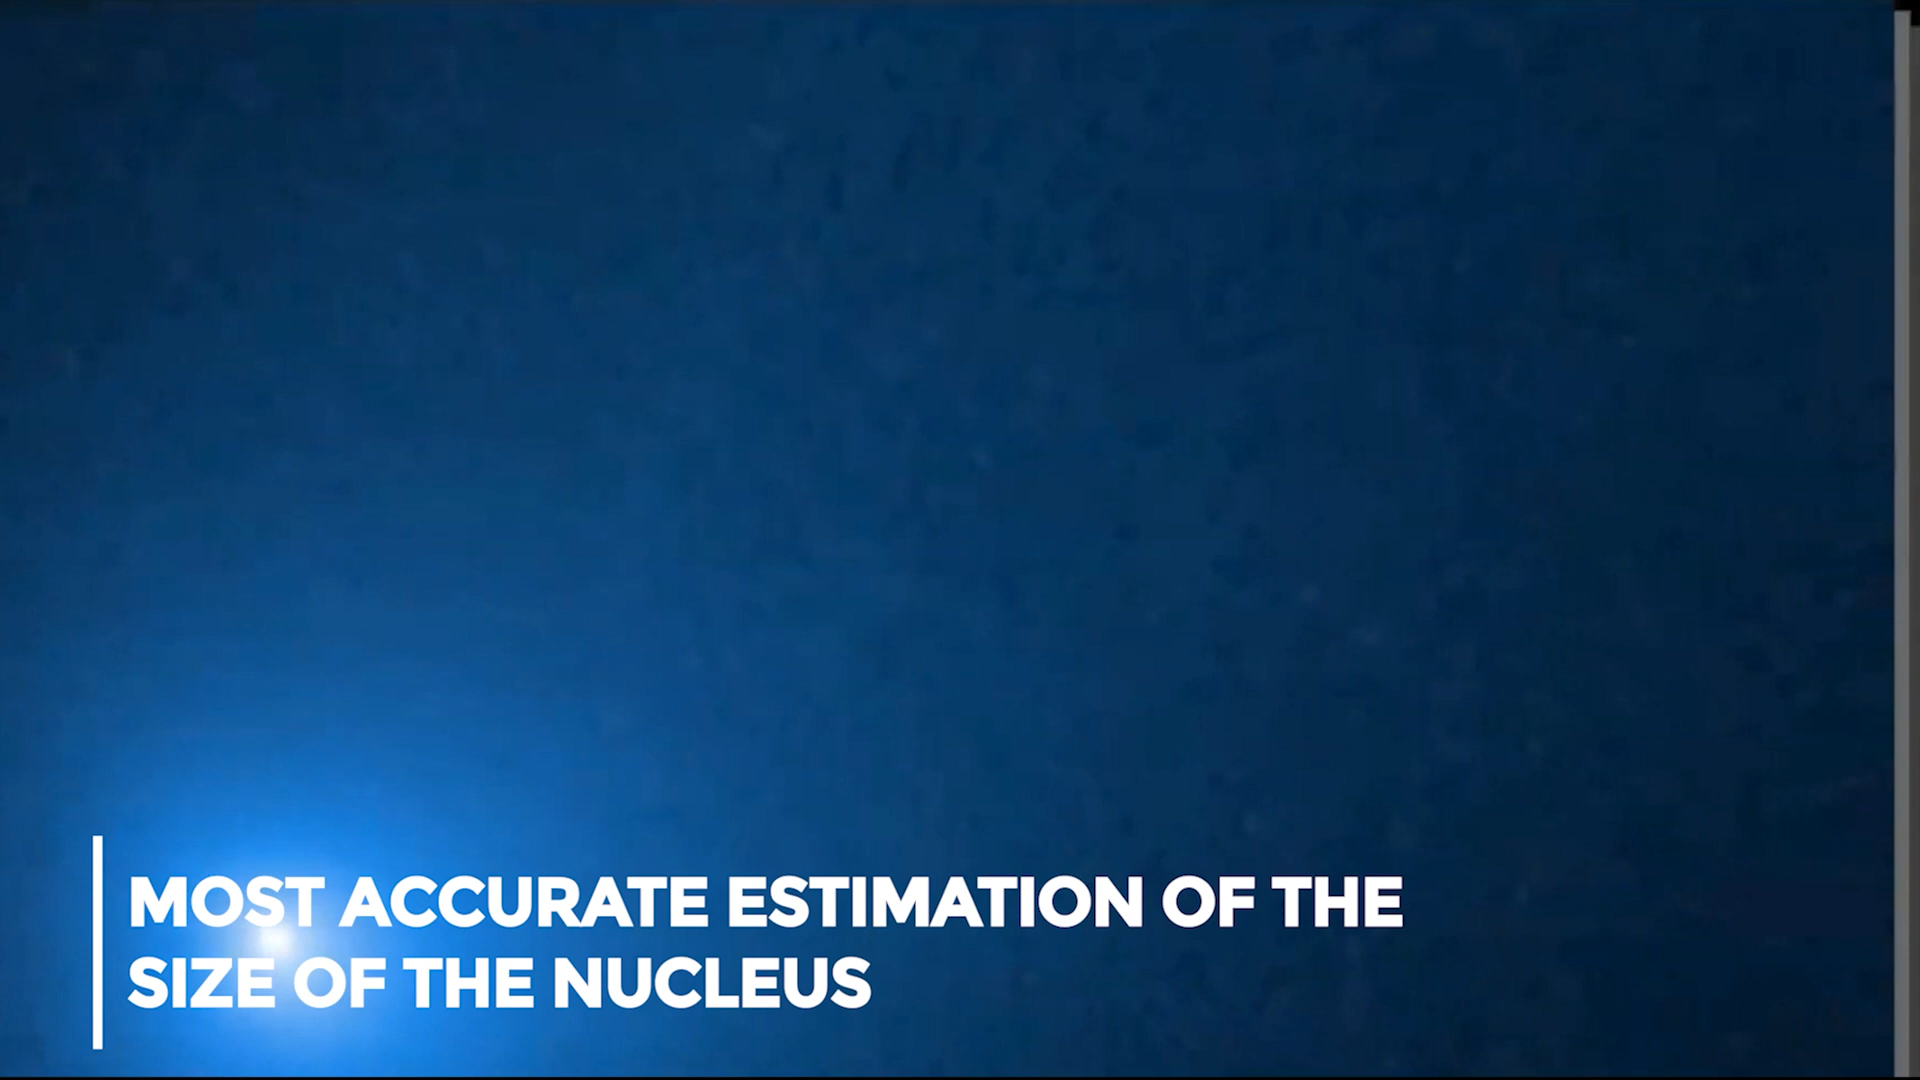 MOST ACCURATE ESTIMATION OF THE
SIZE OF THE NUCLEUS